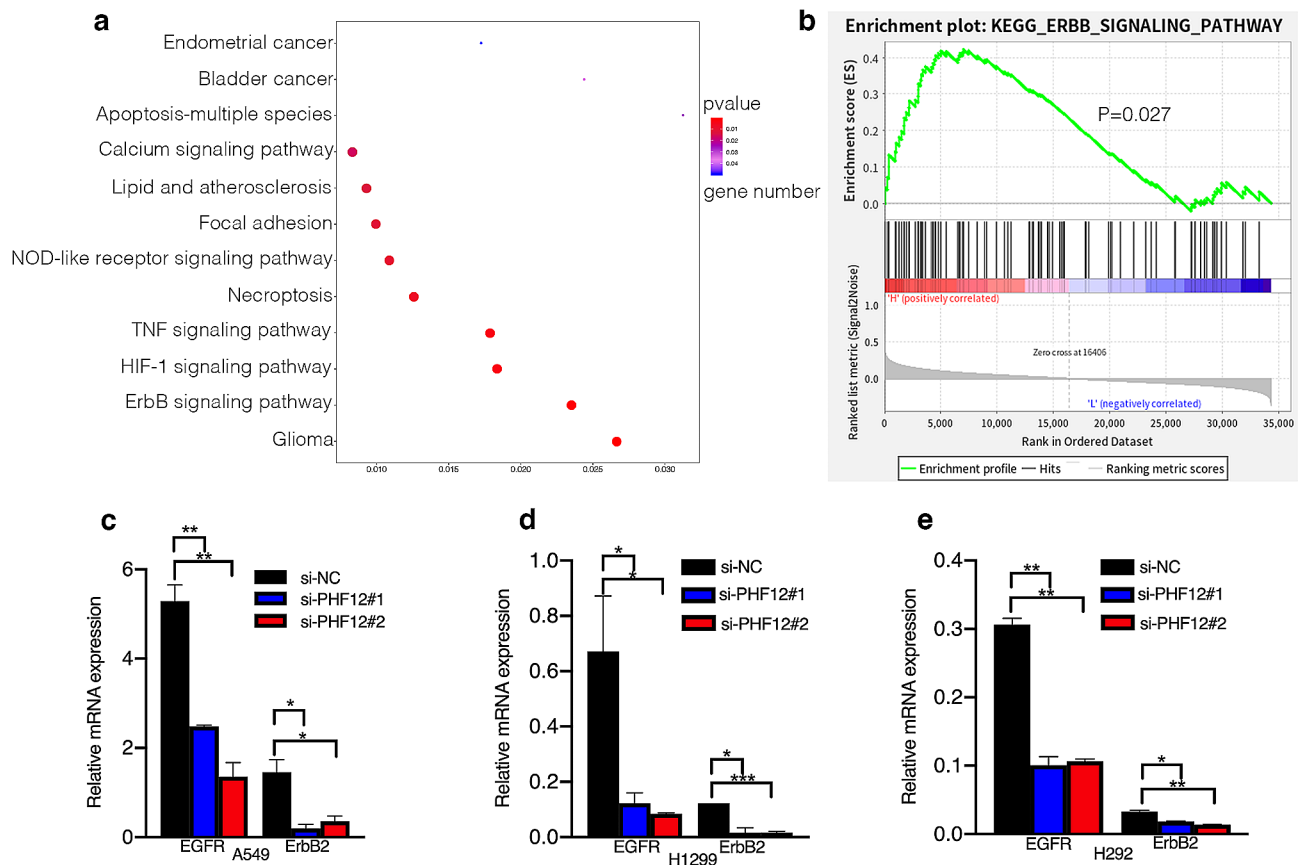 a
Endometrial cancer
Bladder cancer
Apoptosis-multiple species
Calcium signaling pathway
Lipid and atherosclerosis
Focal adhesion
NOD-like receptor signaling pathway
Necroptosis
TNF signaling pathway
HIF-1 signaling pathway
ErbB signaling pathway
Glioma
0.010
0.015
0.020
0.025
0.030
pvalue
0.01
0.02
0.03
0.04
gene number
b
Enrichment plot: KEGG_ERBB_SIGNALING_PATHWAY
Enrichment score (ES)
0.4
0.3
0.2
0.1
0.0
P=0.027
'H' (positively correlated)
Ranked list metric (Signal2Noise)
1.0
0.5
0.0
Zero cross at 16406
'L' (negatively correlated)
0
5,000
10,000
15,000
20,000
25,000
30,000
35,000
Rank in Ordered Dataset
Enrichment profile
Hits
Ranking metric scores
c
Relative mRNA expression
6
4
2
0
**
**
*
*
si-NC
si-PHF12#1
si-PHF12#2
EGFR
ErbB2
A549
d
Relative mRNA expression
1.0
0.8
0.6
0.4
0.2
0.0
*
*
*
***
si-NC
si-PHF12#1
si-PHF12#2
EGFR
ErbB2
H1299
e
Relative mRNA expression
0.4
0.3
0.2
0.1
0.0
**
**
*
**
si-NC
si-PHF12#1
si-PHF12#2
EGFR
ErbB2
H292